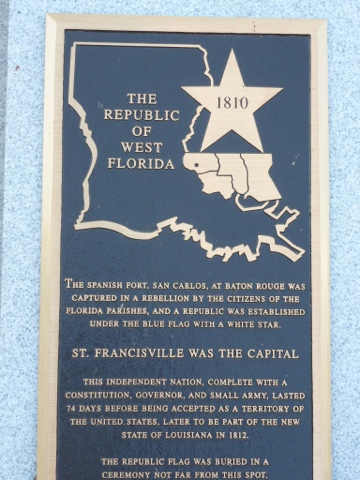 1810
THE
REPUBLIC
OF
WEST
FLORIDA
THE SPANISH FORT, SAN CARLOS, AT BATON ROUGE WAS
CAPTURED IN A REBELLION BY THE CITIZENS OF THE
FLORIDA PARISHES, AND A REPUBLIC WAS ESTABLISHED
UNDER THE BLUE FLAG WITH A WHITE STAR.
ST. FRANCISVILLE WAS THE CAPITAL
THIS INDEPENDENT NATION, COMPLETE WITH A
CONSTITUTION, GOVERNOR, AND SMALL ARMY, LASTED
74 DAYS BEFORE BEING ACCEPTED AS A TERRITORY OF
THE UNITED STATES, LATER TO BE PART OF THE NEW
STATE OF LOUISIANA IN 1812.
THE REPUBLIC FLAG WAS BURIED IN A
CEREMONY NOT FAR FROM THIS SPOT.